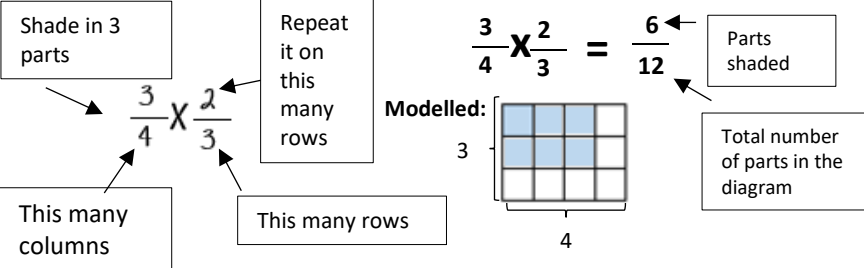 Shade in 3
parts
Repeat
it on
this
many
rows
3/4 X 2/3
This many
columns
This many rows
3/4 X 2/3 = 6/12
Parts
shaded
Modelled:
3
4
Total number
of parts in the
diagram